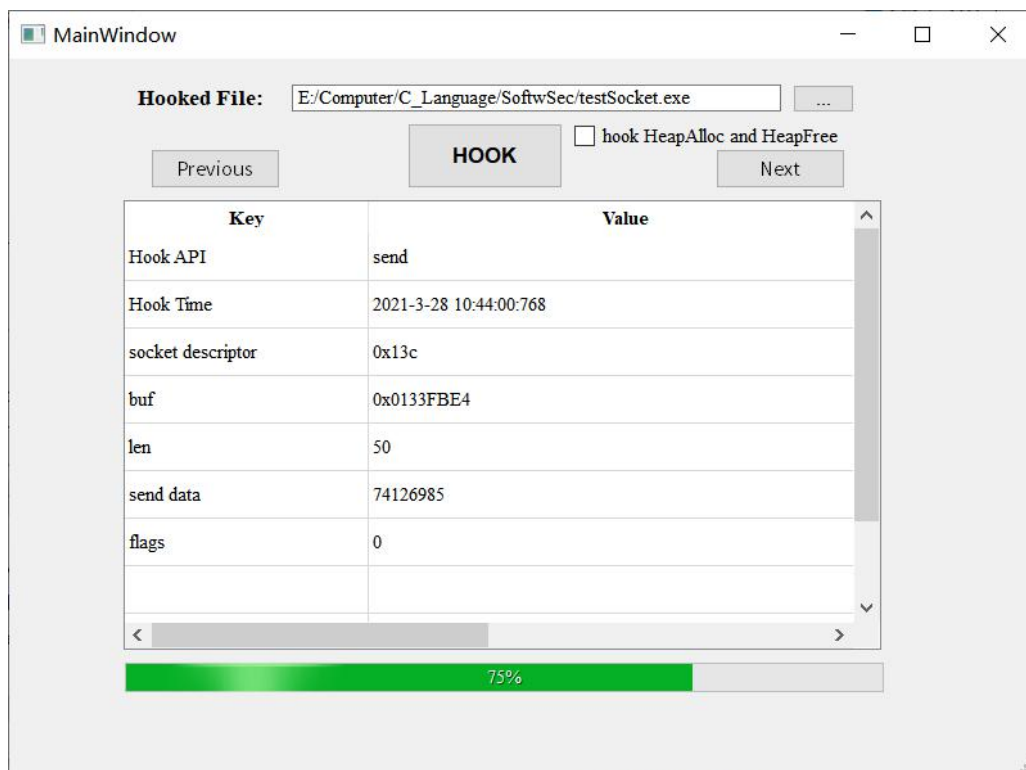 MainWindow
Hooked File: E:/Computer/C_Language/SoftwSec/testSocket.exe ...
HOOK hook HeapAlloc and HeapFree
Previous Next
Key Value
Hook API send
Hook Time 2021-3-28 10:44:00:768
socket descriptor 0x13c
buf 0x0133FBE4
len 50
send data 74126985
flags 0
75%